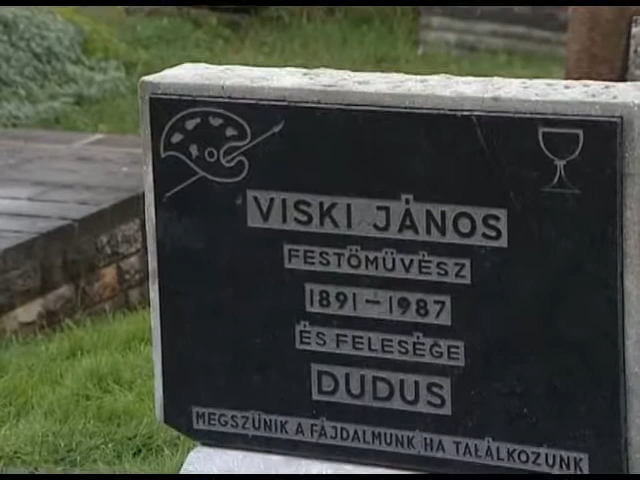 VISKI JÁNOS
FESTŐMŰVÉSZ
1891-1987
ÉS FELESÉGE
DUDUS
MEGSZŰNIK A FÁJDALMUNK HA TALÁLKOZUNK